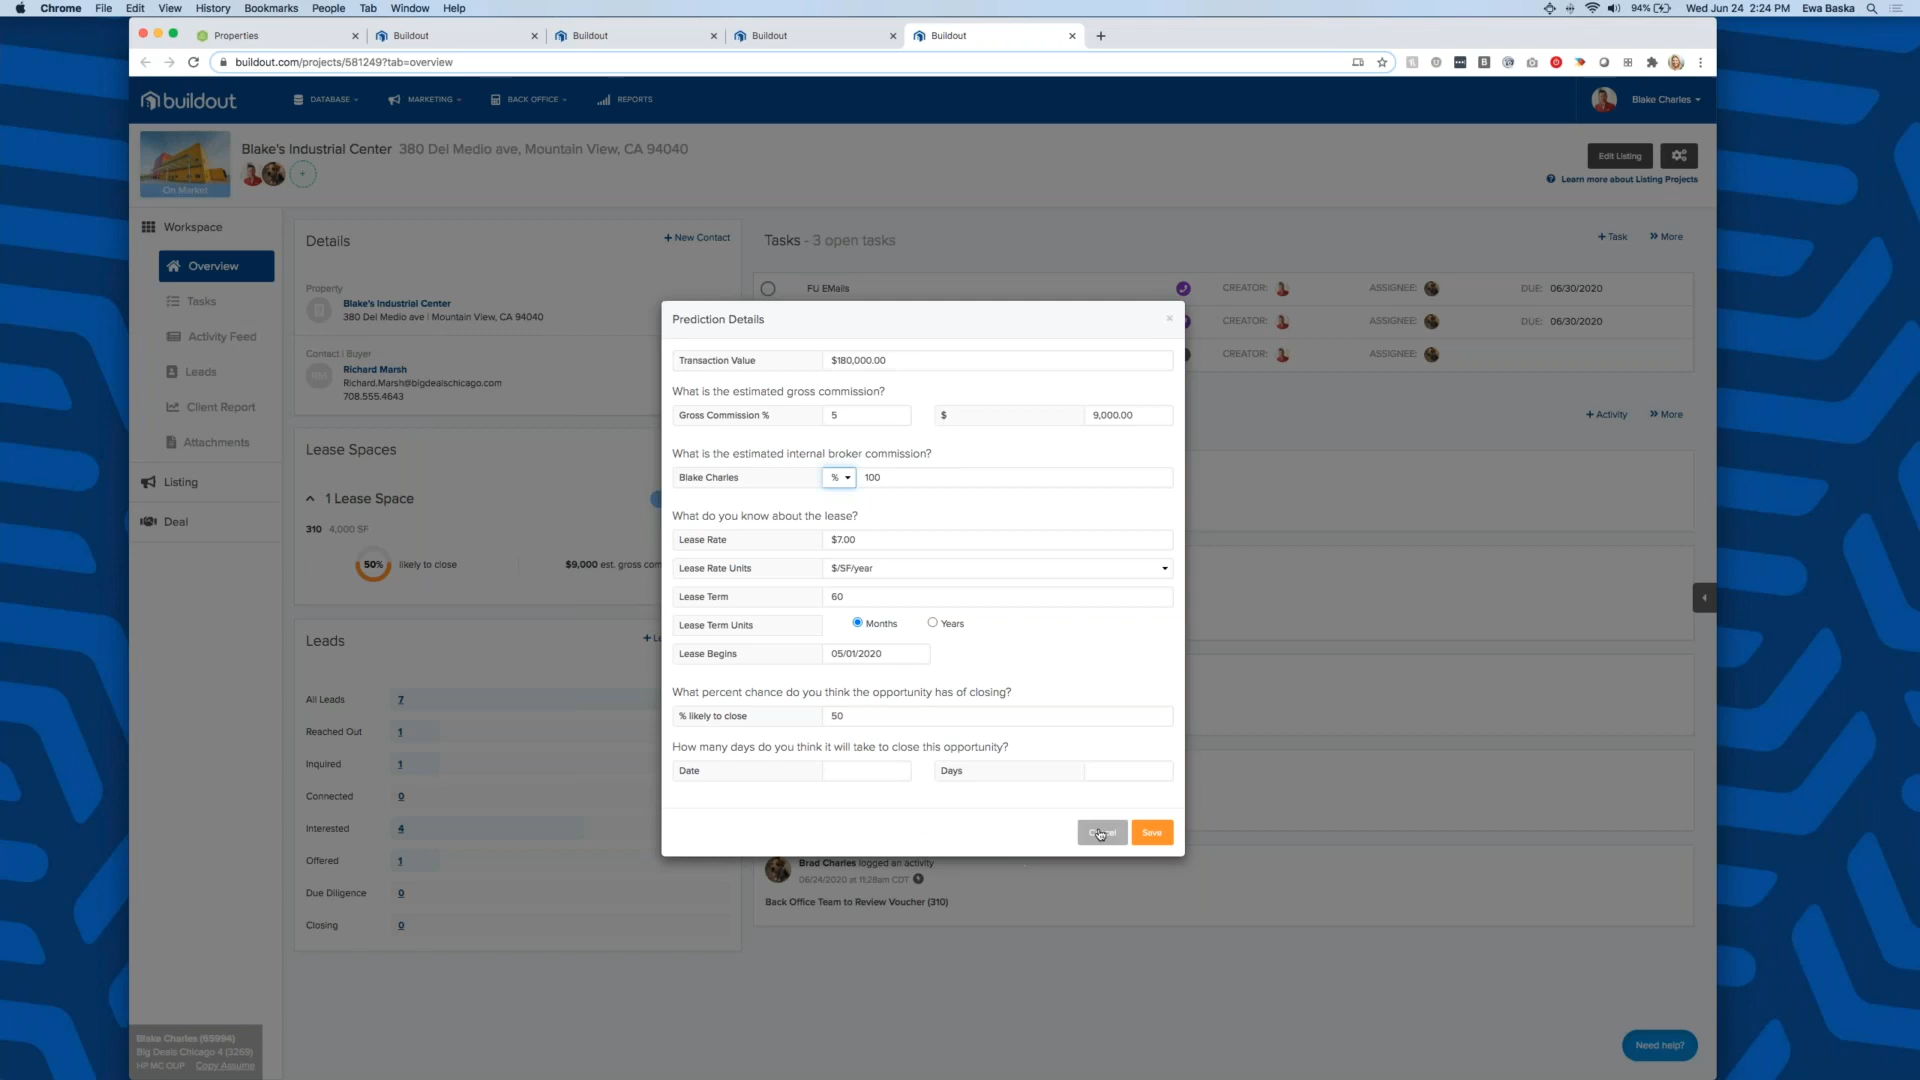 Chrome File Edit View History Bookmarks People Tab Window Help
94% Wed Jun 24 2:24 PM Ewa Baska
Properties Buildout Buildout Buildout Buildout
buildout.com/projects/581249?tab=overview
buildout DATABASE MARKETING BACK OFFICE REPORTS Blake Charles
Blake's Industrial Center 380 Del Medio ave, Mountain View, CA 94040
On Market
Edit Listing
Learn more about Listing Projects
Workspace
Overview
Tasks
Activity Feed
Leads
Client Report
Attachments
Listing
Deal
Details
+ New Contact
Property
Blake's Industrial Center
380 Del Medio ave | Mountain View, CA 94040
Contact | Buyer
RM
Richard Marsh
Richard.Marsh@bigdealschicago.com
708.555.4643
Lease Spaces
1 Lease Space
310 4,000 SF
50% likely to close $9,000 est. gross com
Leads
+ Le
All Leads 7
Reached Out 1
Inquired 1
Connected 0
Interested 4
Offered 1
Due Diligence 0
Closing 0
Tasks - 3 open tasks
+ Task » More
FU EMails CREATOR: ASSIGNEE: DUE: 06/30/2020
CREATOR: ASSIGNEE: DUE: 06/30/2020
CREATOR: ASSIGNEE:
+ Activity » More
Prediction Details ×
Transaction Value $180,000.00
What is the estimated gross commission?
Gross Commission % 5 $ 9,000.00
What is the estimated internal broker commission?
Blake Charles % 100
What do you know about the lease?
Lease Rate $7.00
Lease Rate Units $/SF/year
Lease Term 60
Lease Term Units Months Years
Lease Begins 05/01/2020
What percent chance do you think the opportunity has of closing?
% likely to close 50
How many days do you think it will take to close this opportunity?
Date Days
Cancel Save
Brad Charles logged an activity
06/24/2020 at 11:28am CDT
Back Office Team to Review Voucher (310)
Blake Charles (65994)
Big Deals Chicago 4 (3269)
HP MC OUP Copy Assume
Need help?